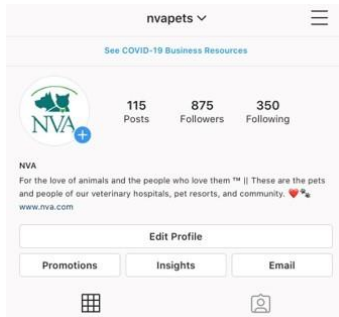 nvapets
See COVID-19 Business Resources
NVA
115 875 350
Posts Followers Following
NVA
For the love of animals and the people who love them ™ || These are the pets
and people of our veterinary hospitals, pet resorts, and community. ❤️🐾
www.nva.com
Edit Profile
Promotions Insights Email